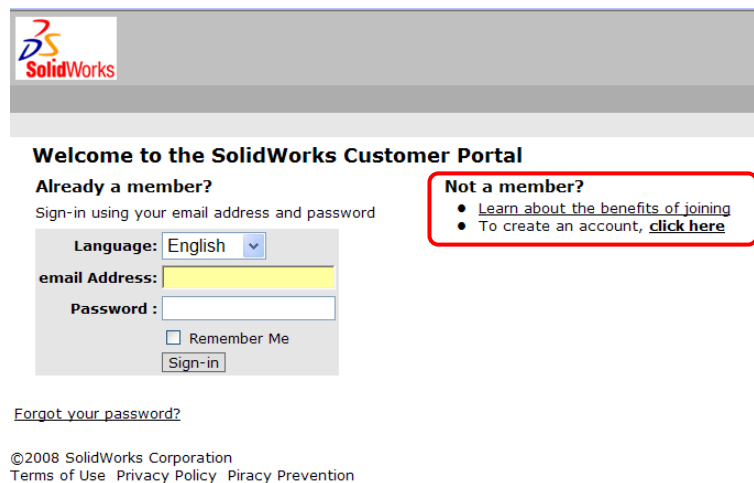 SolidWorks
Welcome to the SolidWorks Customer Portal
Already a member?
Sign-in using your email address and password
Language: English
email Address:
Password :
Remember Me
Sign-in
Not a member?
• Learn about the benefits of joining
• To create an account, click here
Forgot your password?
©2008 SolidWorks Corporation
Terms of Use Privacy Policy Piracy Prevention